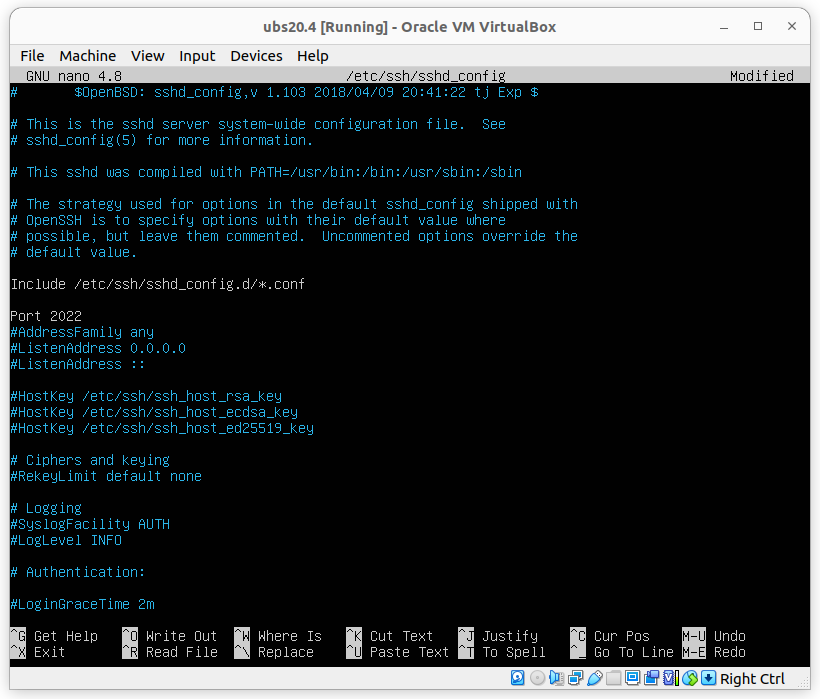 ubs20.4 [Running] - Oracle VM VirtualBox
File Machine View Input Devices Help
GNU nano 4.8 /etc/ssh/sshd_config Modified
#       $OpenBSD: sshd_config,v 1.103 2018/04/09 20:41:22 tj Exp $
# This is the sshd server system-wide configuration file.  See
# sshd_config(5) for more information.
# This sshd was compiled with PATH=/usr/bin:/bin:/usr/sbin:/sbin
# The strategy used for options in the default sshd_config shipped with
# OpenSSH is to specify options with their default value where
# possible, but leave them commented.  Uncommented options override the
# default value.
Include /etc/ssh/sshd_config.d/*.conf
Port 2022
#AddressFamily any
#ListenAddress 0.0.0.0
#ListenAddress ::
#HostKey /etc/ssh/ssh_host_rsa_key
#HostKey /etc/ssh/ssh_host_ecdsa_key
#HostKey /etc/ssh/ssh_host_ed25519_key
# Ciphers and keying
#RekeyLimit default none
# Logging
#SyslogFacility AUTH
#LogLevel INFO
# Authentication:
#LoginGraceTime 2m
^G Get Help ^O Write Out ^W Where Is ^K Cut Text ^J Justify ^C Cur Pos M-U Undo
^X Exit ^R Read File ^\ Replace ^U Paste Text ^T To Spell ^_ Go To Line M-E Redo
Right Ctrl